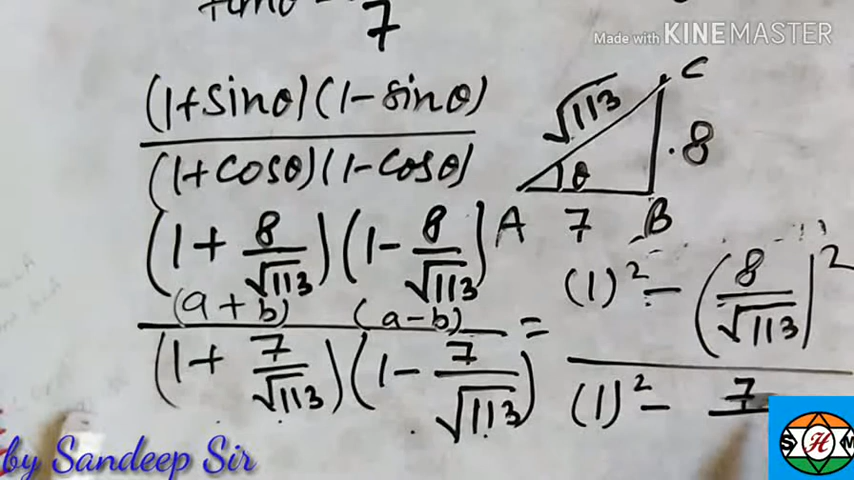 7
Made with KINEMASTER
(1+sinθ)(1-sinθ)
(1+cosθ)(1-cosθ)
√113
C
θ
8
A 7 B
(1+8/√113)(1-8/√113)
(a+b) (a-b)
(1+7/√113)(1-7/√113)
=
(1)²-(8/√113)²
(1)²-7
by Sandeep Sir
S H M